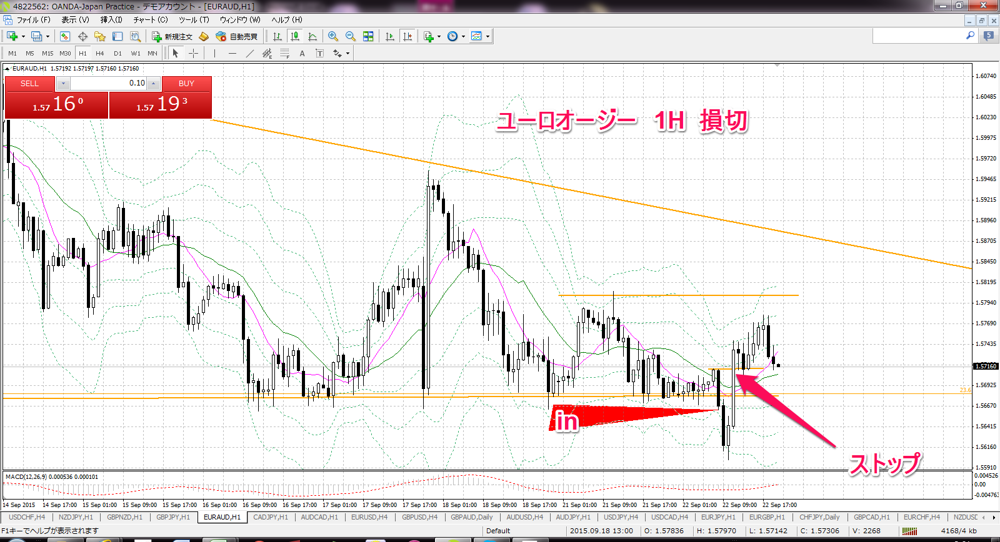 4822562: OANDA-Japan Practice - デモアカウント - [EURAUD,H1]
ファイル (F) 表示 (V) 挿入(I) チャート (C) ツール (T) ウィンドウ (W) ヘルプ (H)
新規注文 自動売買 5
M1 M5 M15 M30 H1 H4 D1 W1 MN A T
EURAUD,H1 1.57192 1.57197 1.57160 1.57160
SELL 0.10 BUY
1.57 16 0 1.57 19 3
ユーロオージー 1H 損切
1.60740
1.60485
1.60230
1.59975
1.59720
1.59465
1.59215
1.58960
1.58705
1.58450
1.58195
1.57940
1.57690
1.57435
1.57160
1.56925
23.6
1.56670
in
1.56415
1.56160
ストップ
1.55910
MACD(12,26,9) 0.000536 0.000101
0.004526
0.00
-0.004763
14 Sep 2015 14 Sep 17:00 15 Sep 01:00 15 Sep 09:00 15 Sep 17:00 16 Sep 01:00 16 Sep 09:00 16 Sep 17:00 17 Sep 01:00 17 Sep 09:00 17 Sep 17:00 18 Sep 01:00 18 Sep 09:00 18 Sep 17:00 21 Sep 01:00 21 Sep 09:00 21 Sep 17:00 22 Sep 01:00 22 Sep 09:00 22 Sep 17:00
USDCHF,H4 NZDJPY,H1 GBPNZD,H1 GBPJPY,H1 EURAUD,H1 CADJPY,H1 AUDCAD,H1 EURUSD,H4 GBPUSD,H4 GBPAUD,Daily AUDUSD,H4 AUDJPY,H1 USDJPY,H4 USDCAD,H4 EURJPY,H1 EURGBP,H1 CHFJPY,Daily GBPCAD,H1 EURCHF,H4 NZDUSD
F1キーでヘルプが表示されます Default 2015.09.18 13:00 O: 1.57836 H: 1.57970 L: 1.57142 C: 1.57306 V: 2268 4168/4 kb